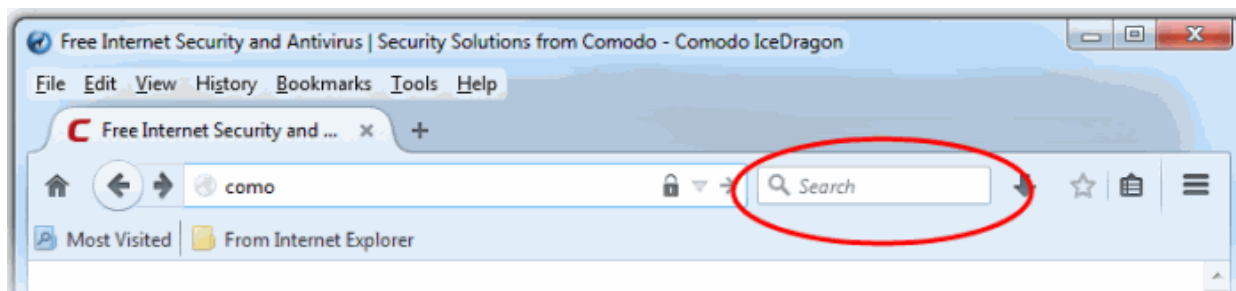 Free Internet Security and Antivirus | Security Solutions from Comodo - Comodo IceDragon
File Edit View History Bookmarks Tools Help
Free Internet Security and ...
como Search
Most Visited From Internet Explorer